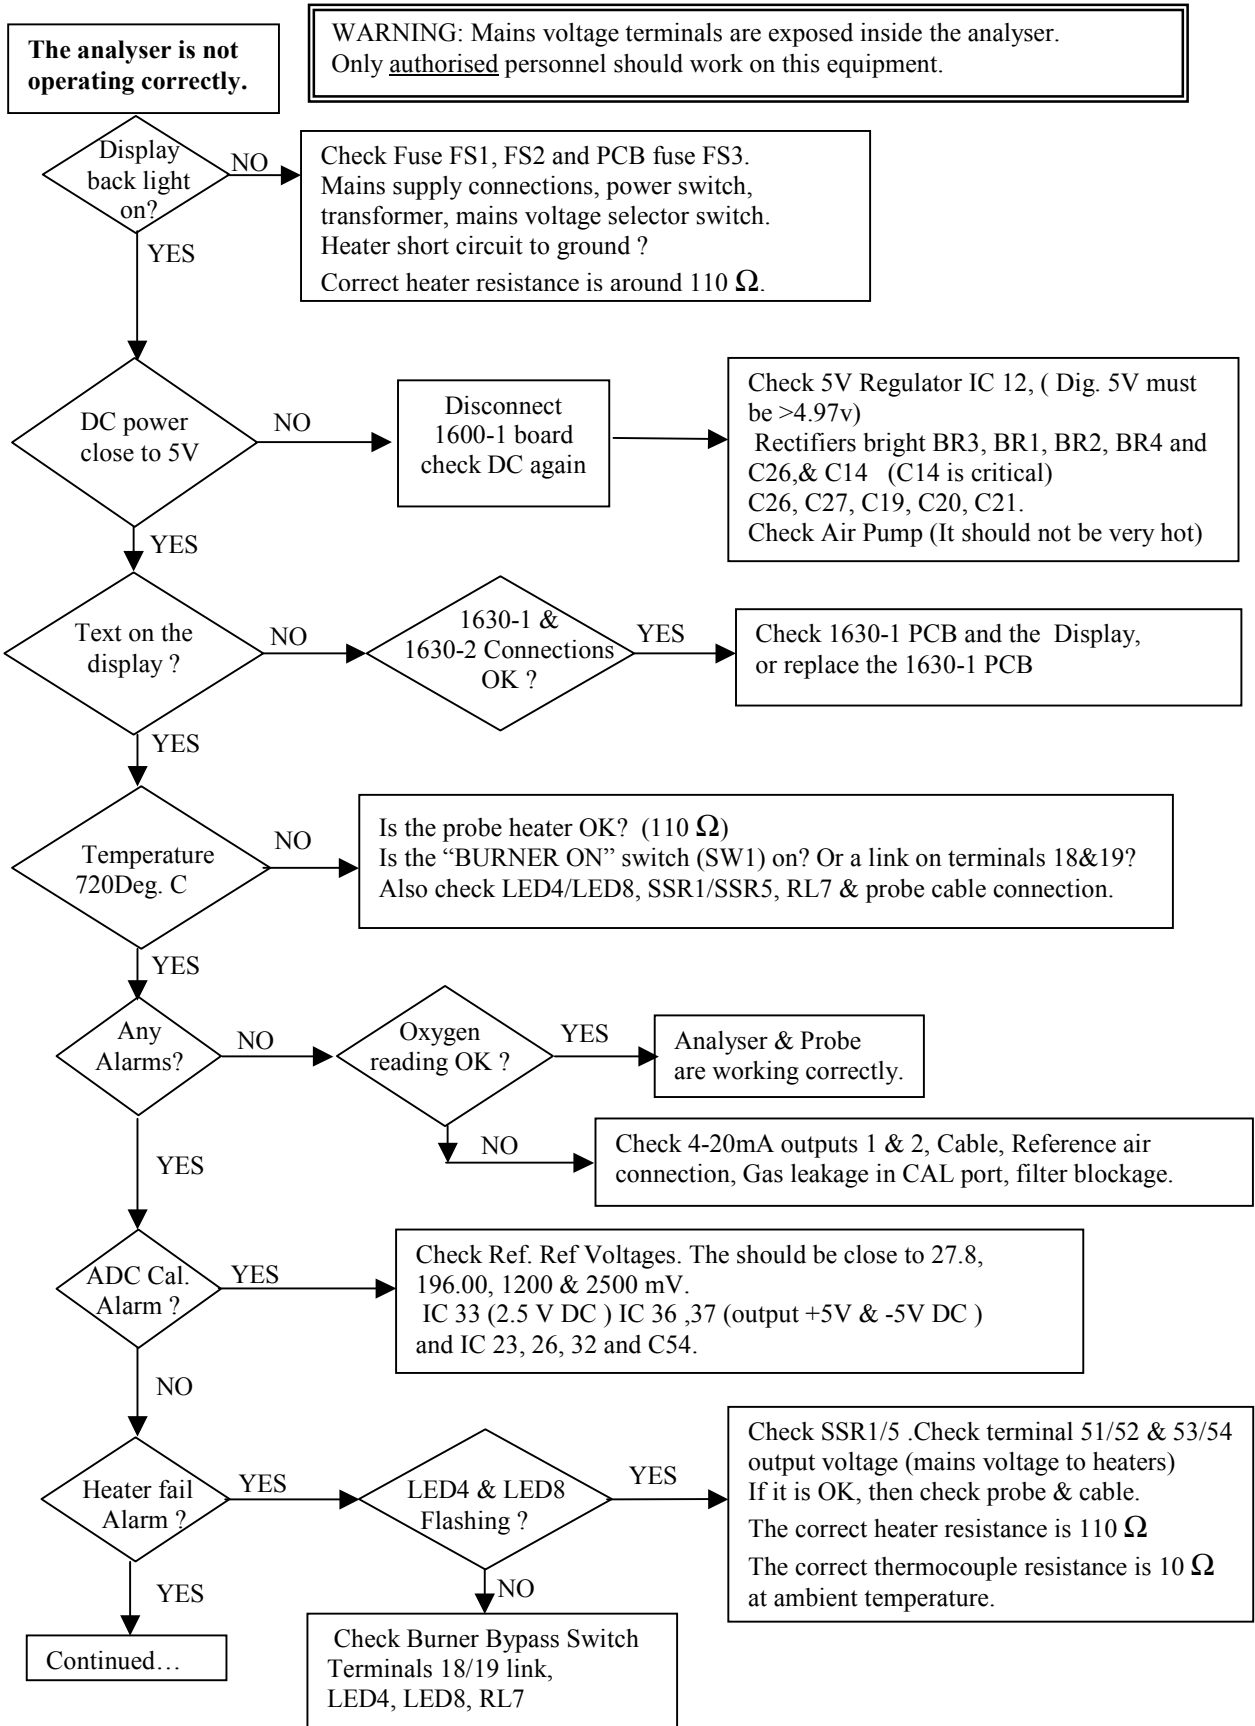 The analyser is not
operating correctly.
WARNING: Mains voltage terminals are exposed inside the analyser.
Only authorised personnel should work on this equipment.
Display
back light
on?
NO
Check Fuse FS1, FS2 and PCB fuse FS3.
Mains supply connections, power switch,
transformer, mains voltage selector switch.
Heater short circuit to ground ?
Correct heater resistance is around 110 Ω.
YES
DC power
close to 5V
NO
Disconnect
1600-1 board
check DC again
Check 5V Regulator IC 12, ( Dig. 5V must
be >4.97v)
Rectifiers bright BR3, BR1, BR2, BR4 and
C26,& C14 (C14 is critical)
C26, C27, C19, C20, C21.
Check Air Pump (It should not be very hot)
YES
Text on the
display ?
NO
1630-1 &
1630-2 Connections
OK ?
YES
Check 1630-1 PCB and the Display,
or replace the 1630-1 PCB
YES
Temperature
720Deg. C
NO
Is the probe heater OK? (110 Ω)
Is the “BURNER ON” switch (SW1) on? Or a link on terminals 18&19?
Also check LED4/LED8, SSR1/SSR5, RL7 & probe cable connection.
YES
Any
Alarms?
NO
Oxygen
reading OK ?
YES
Analyser & Probe
are working correctly.
NO
Check 4-20mA outputs 1 & 2, Cable, Reference air
connection, Gas leakage in CAL port, filter blockage.
YES
ADC Cal.
Alarm ?
YES
Check Ref. Ref Voltages. The should be close to 27.8,
196.00, 1200 & 2500 mV.
IC 33 (2.5 V DC ) IC 36 ,37 (output +5V & -5V DC )
and IC 23, 26, 32 and C54.
NO
Heater fail
Alarm ?
YES
LED4 & LED8
Flashing ?
YES
Check SSR1/5 .Check terminal 51/52 & 53/54
output voltage (mains voltage to heaters)
If it is OK, then check probe & cable.
The correct heater resistance is 110 Ω
The correct thermocouple resistance is 10 Ω
at ambient temperature.
YES
Continued…
NO
Check Burner Bypass Switch
Terminals 18/19 link,
LED4, LED8, RL7